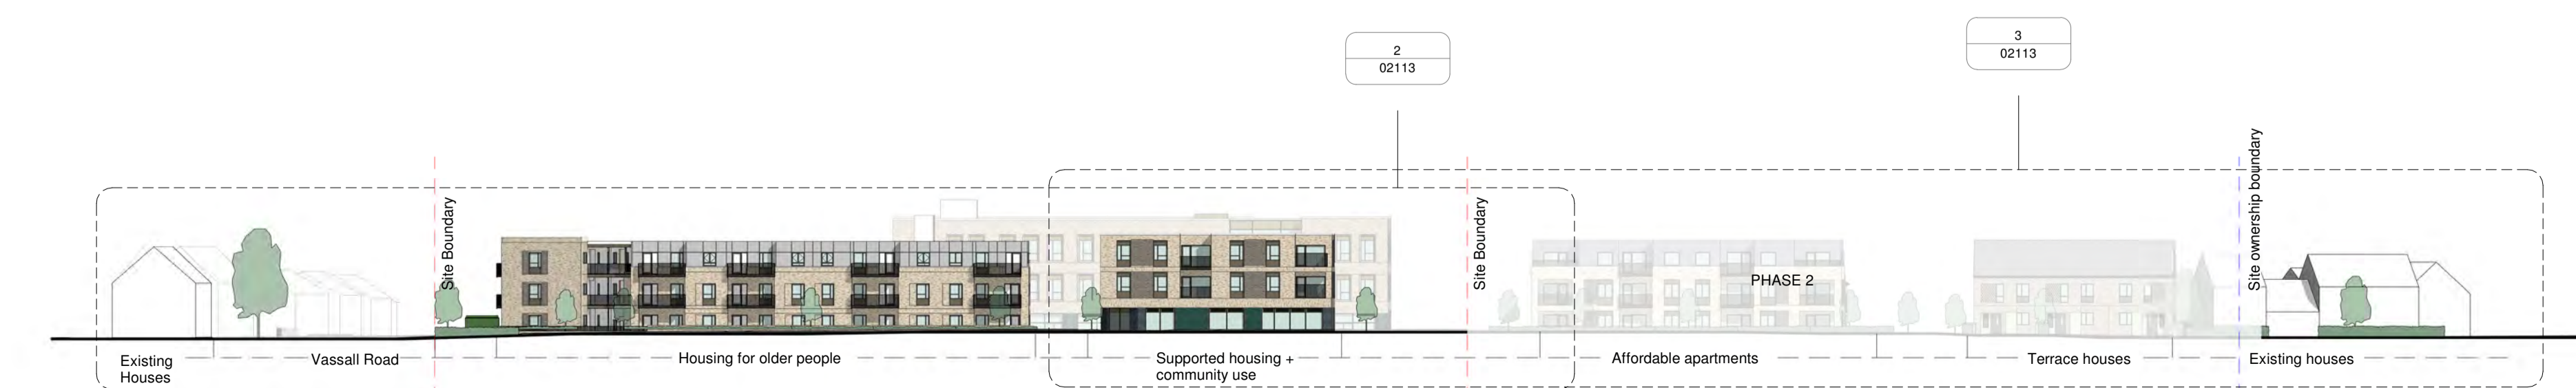 2
02113
3
02113
Site Boundary
Site Boundary
Site ownership boundary
PHASE 2
Existing
Houses
Vassall Road
Housing for older people
Supported housing +
community use
Affordable apartments
Terrace houses
Existing houses